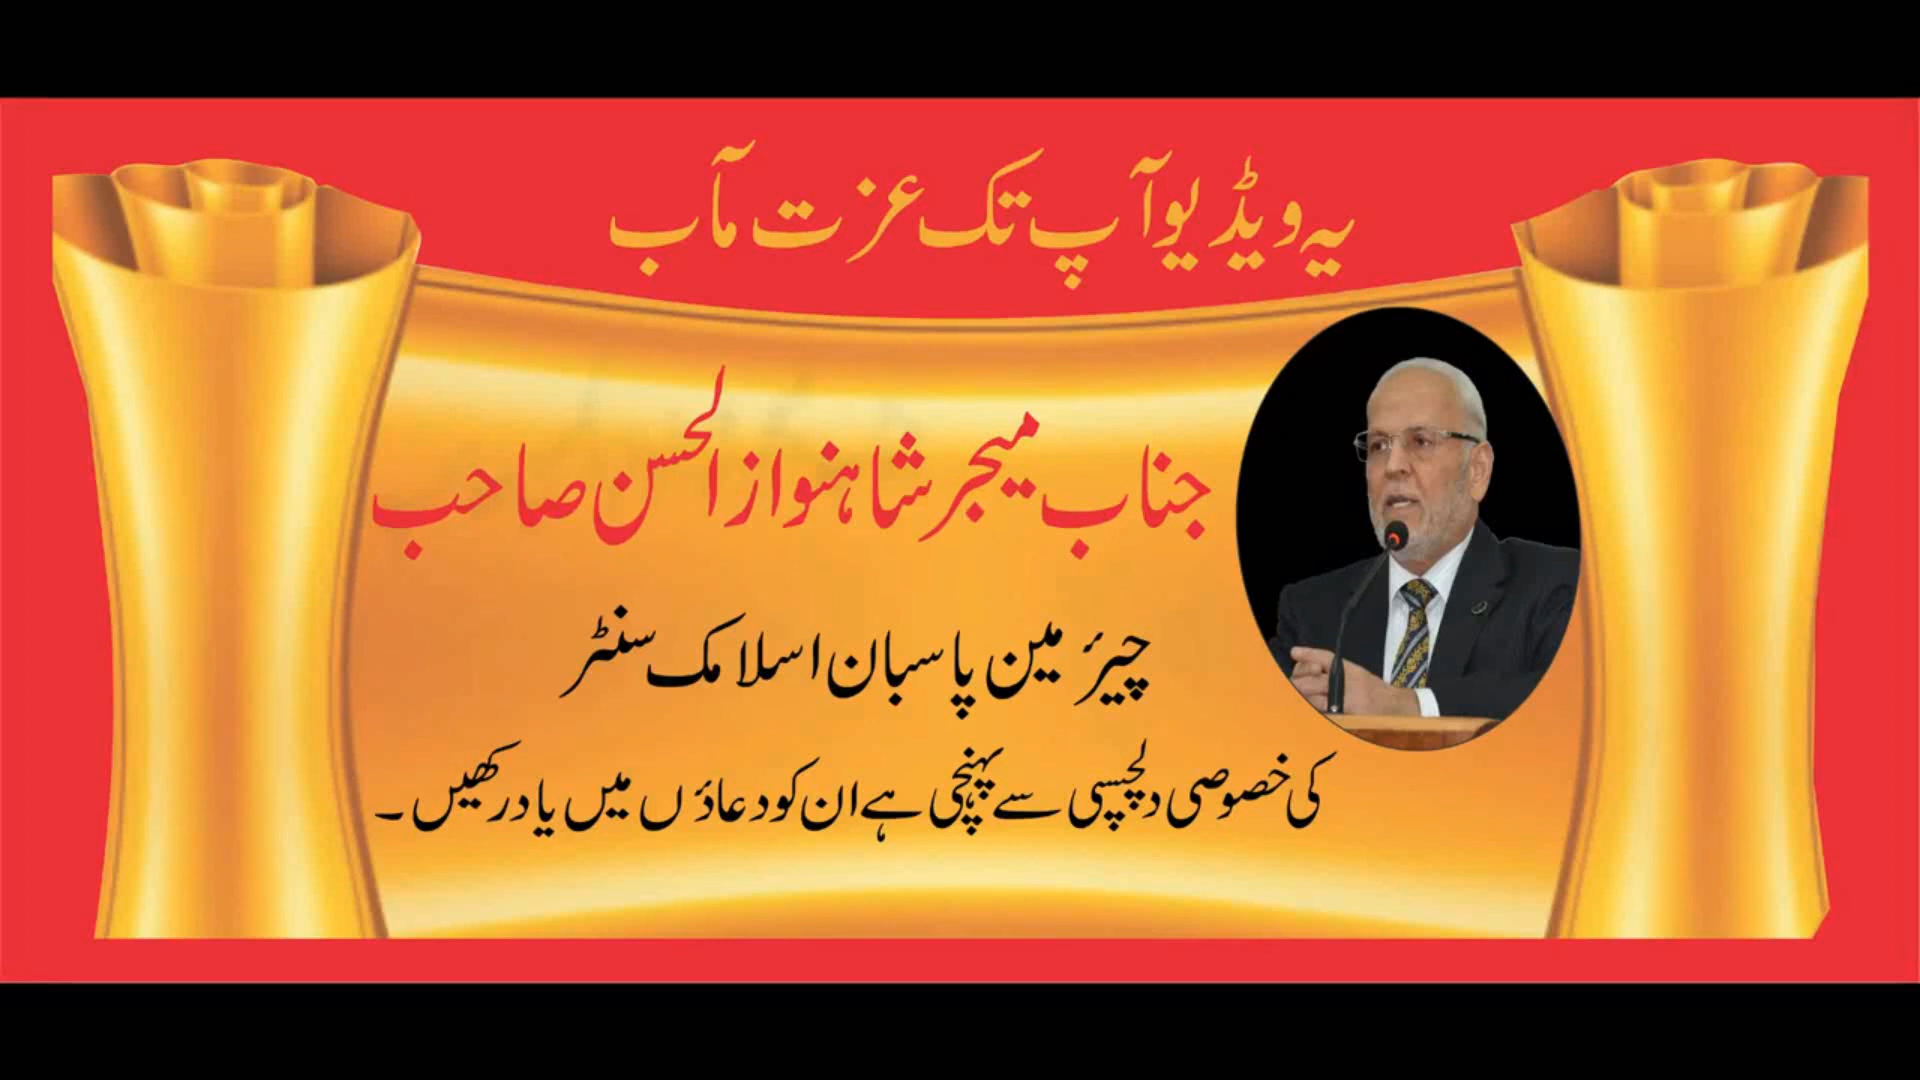 یہ ویڈیو آپ تک عزت مآب
جناب میجر شاہنواز الحسن صاحب
چیئرمین پاسبان اسلامک سنٹر
کی خصوصی دلچسپی سے پہنچی ہے ان کو دعاؤں میں یاد رکھیں۔